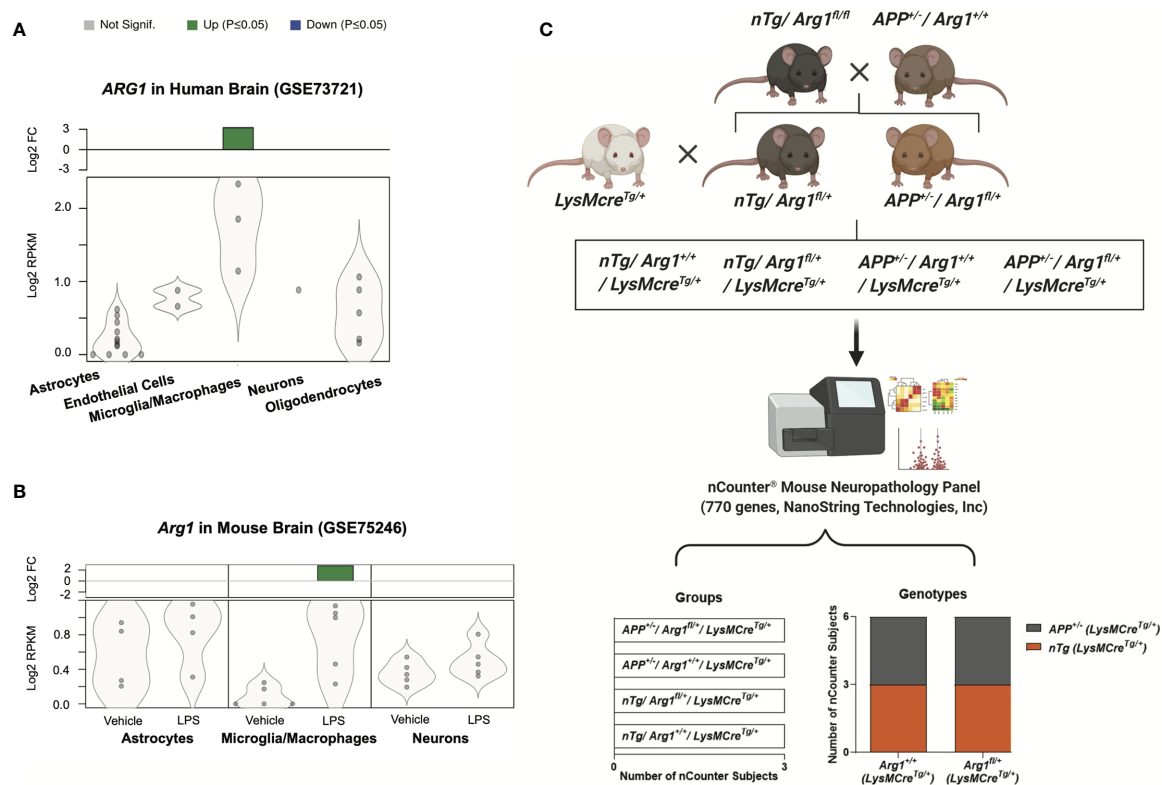 A
Not Signif.
Up (P≤0.05)
Down (P≤0.05)
ARG1 in Human Brain (GSE73721)
Log2 FC
3
0
-3
Log2 RPKM
2.0
1.0
0.0
Astrocytes
Endothelial Cells
Microglia/Macrophages
Neurons
Oligodendrocytes
B
Arg1 in Mouse Brain (GSE75246)
Log2 FC
2
0
-2
Log2 RPKM
0.8
0.4
0.0
Vehicle
LPS
Vehicle
LPS
Vehicle
LPS
Astrocytes
Microglia/Macrophages
Neurons
C
nTg/ Arg1fl/fl
APP+/-/ Arg1+/+
LysMcreTg/+
nTg/ Arg1fl/+
APP+/-/ Arg1fl/+
nTg/ Arg1+/+
/ LysMcreTg/+
nTg/ Arg1fl/+
/ LysMcreTg/+
APP+/-/ Arg1+/+
/ LysMcreTg/+
APP+/-/ Arg1fl/+
/ LysMcreTg/+
nCounter® Mouse Neuropathology Panel
(770 genes, NanoString Technologies, Inc)
Groups
APP+/-/ Arg1fl/+/ LysMCreTg/+
APP+/-/ Arg1+/+/ LysMCreTg/+
nTg/ Arg1fl/+/ LysMCreTg/+
nTg/ Arg1+/+/ LysMCreTg/+
0
3
Number of nCounter Subjects
Genotypes
Number of nCounter Subjects
6
3
0
Arg1+/+
(LysMCreTg/+)
Arg1fl/+
(LysMCreTg/+)
APP+/- (LysMCreTg/+)
nTg (LysMCreTg/+)